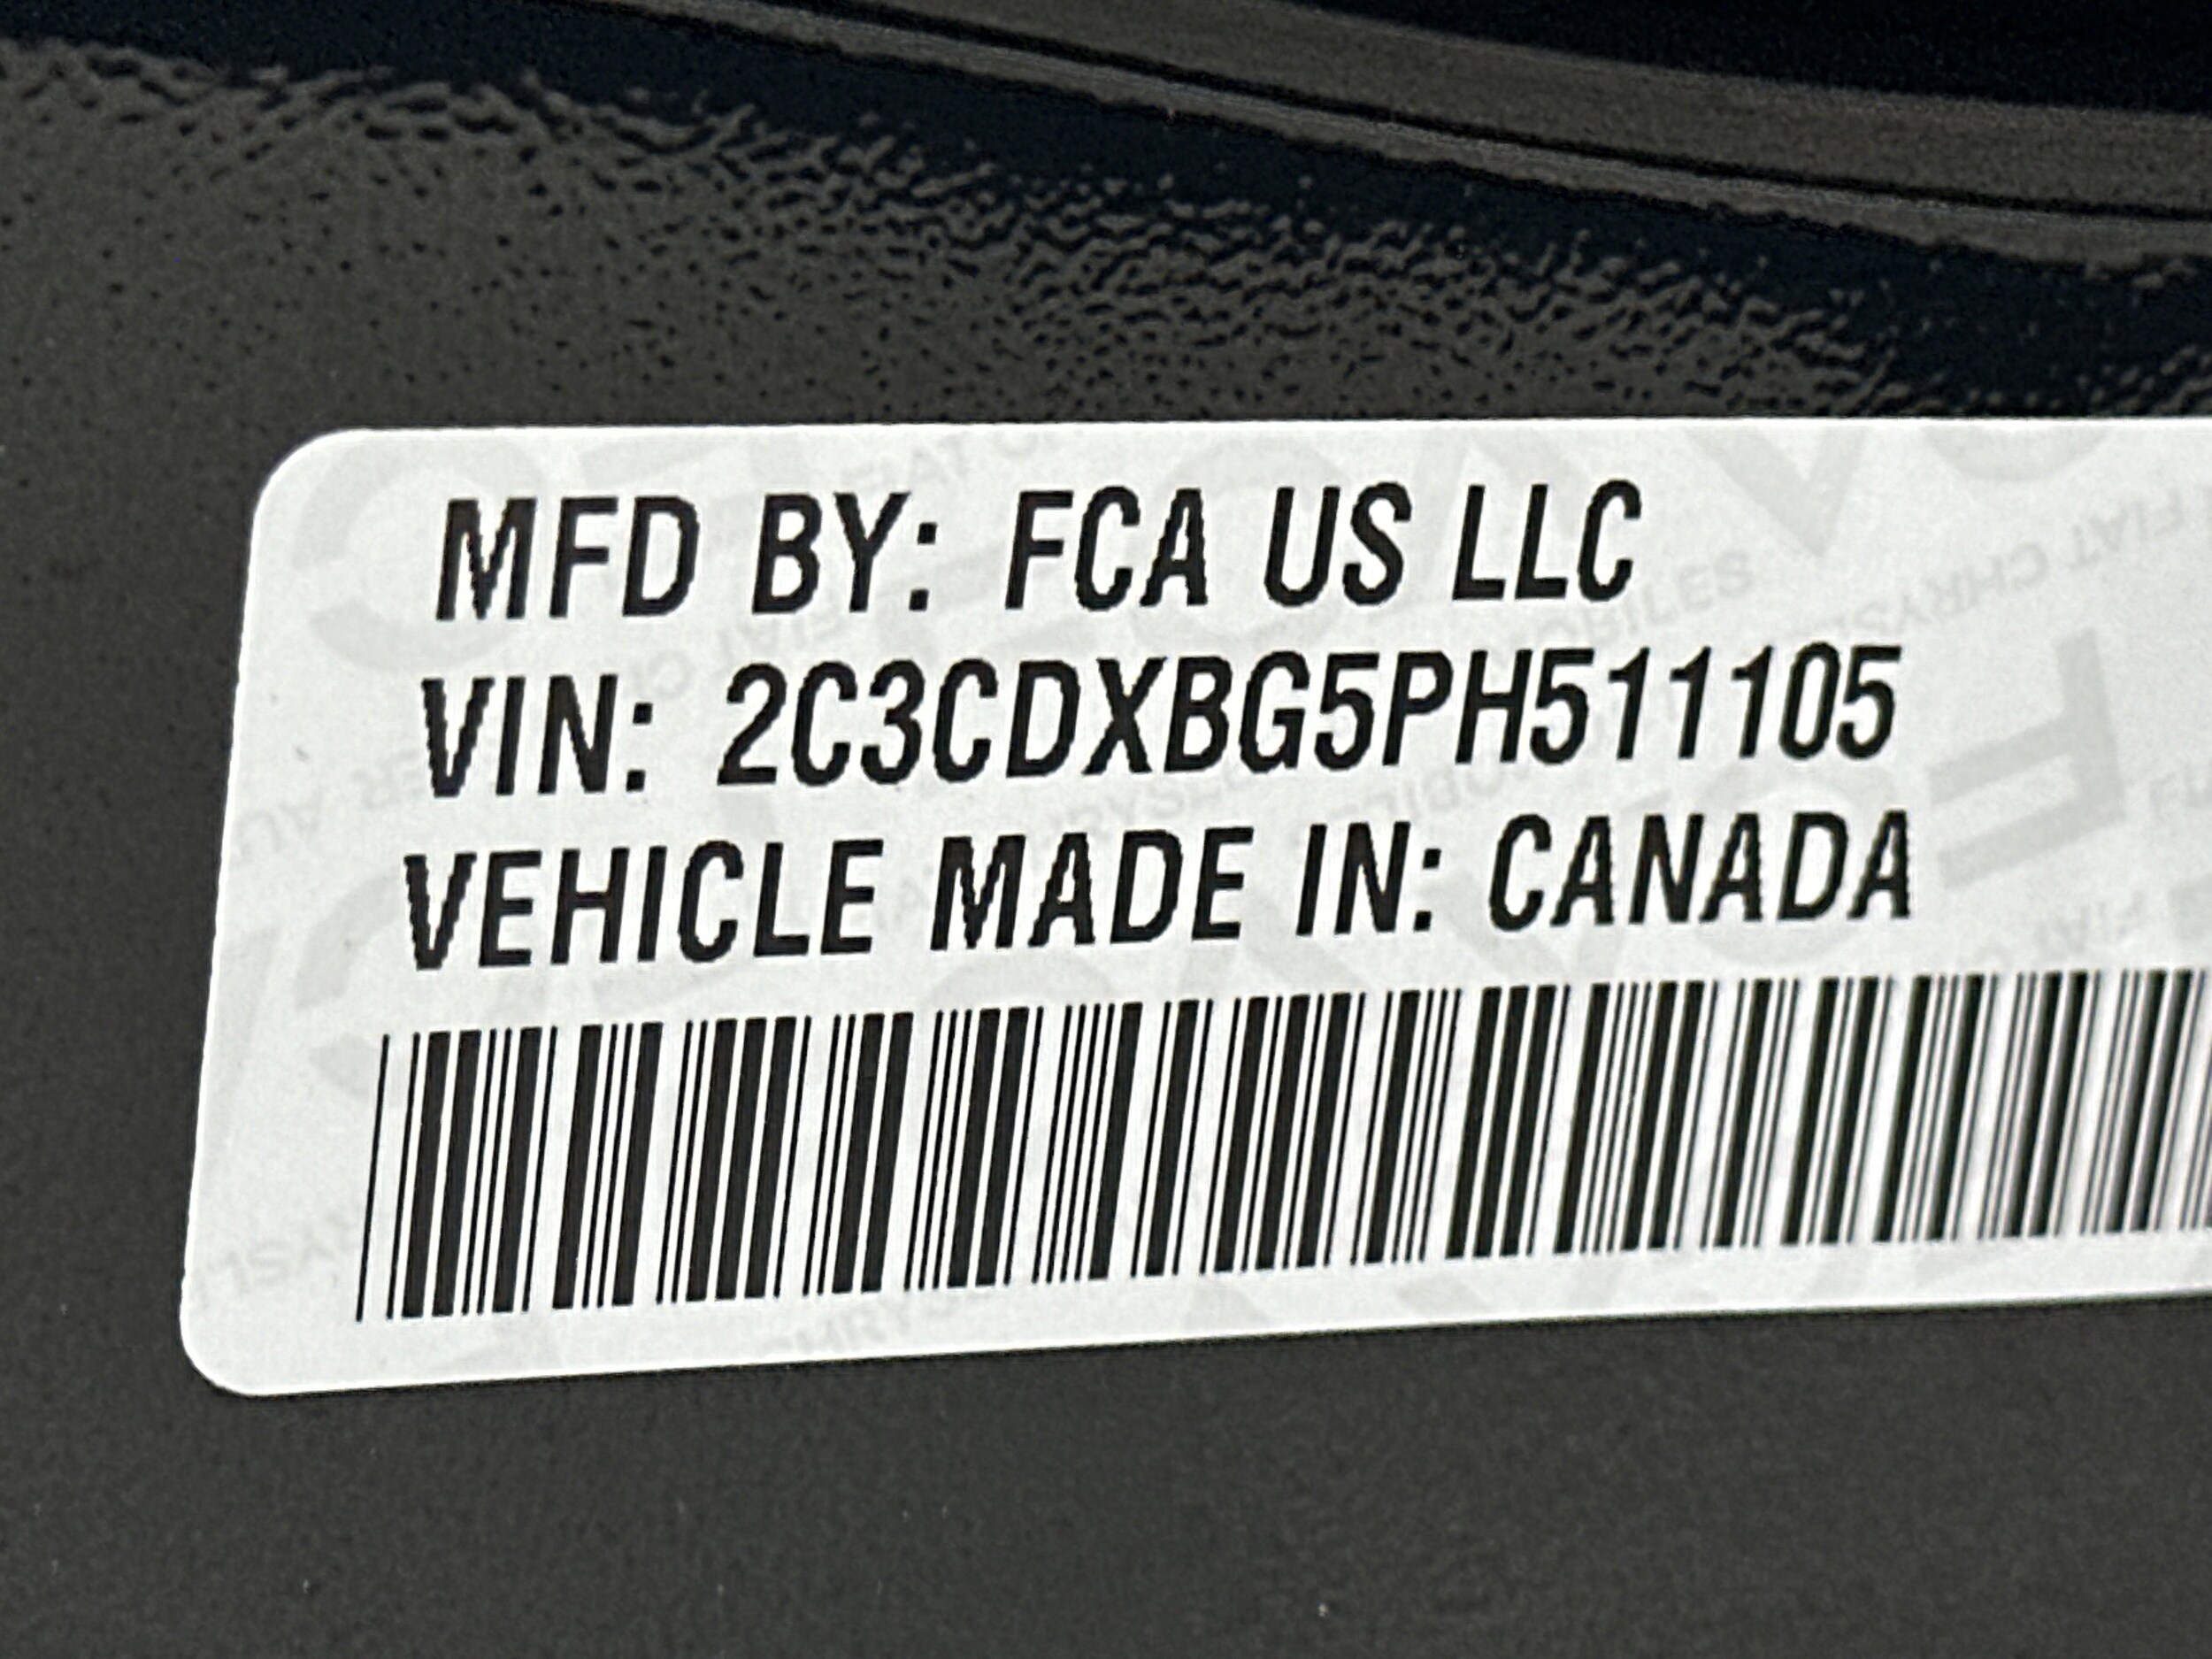 MFD BY: FCA US LLC
VIN: 2C3CDXBG5PH511105
VEHICLE MADE IN: CANADA